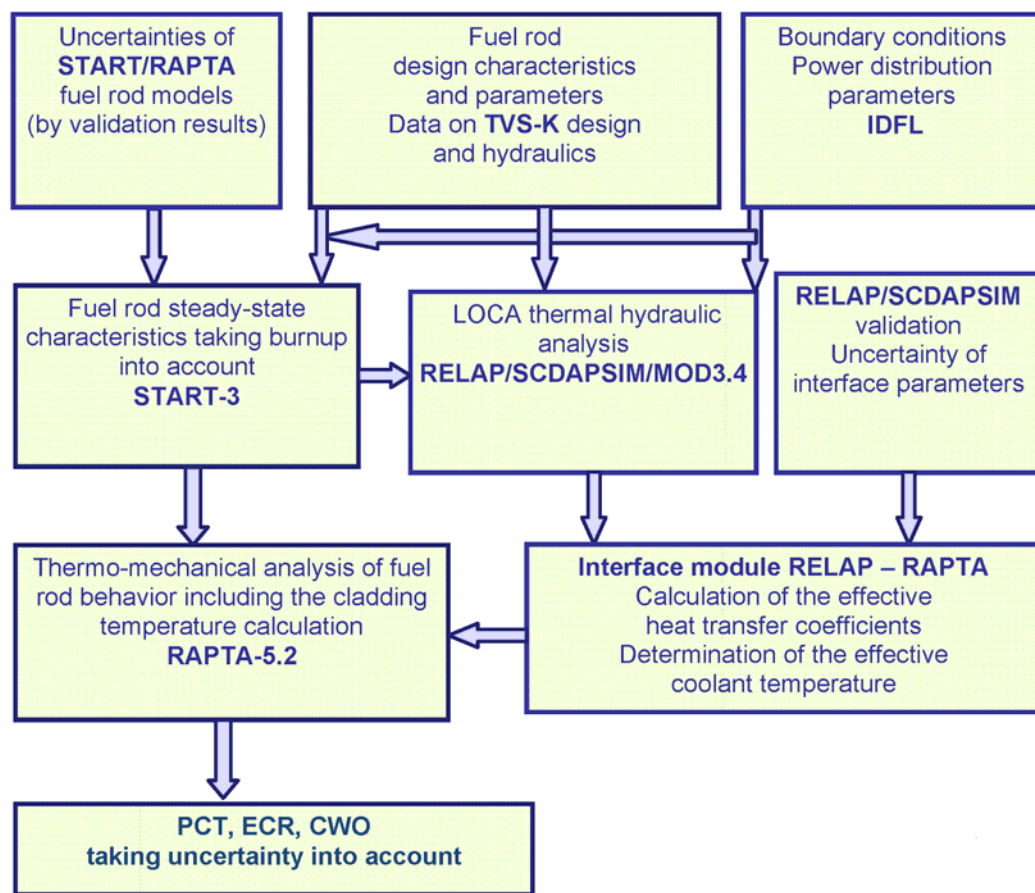 Uncertainties of
START/RAPTA
fuel rod models
(by validation results)
Fuel rod
design characteristics
and parameters
Data on TVS-K design
and hydraulics
Boundary conditions
Power distribution
parameters
IDFL
Fuel rod steady-state
characteristics taking burnup
into account
START-3
LOCA thermal hydraulic
analysis
RELAP/SCDAPSIM/MOD3.4
RELAP/SCDAPSIM
validation
Uncertainty of
interface parameters
Thermo-mechanical analysis of fuel
rod behavior including the cladding
temperature calculation
RAPTA-5.2
Interface module RELAP – RAPTA
Calculation of the effective
heat transfer coefficients
Determination of the effective
coolant temperature
PCT, ECR, CWO
taking uncertainty into account